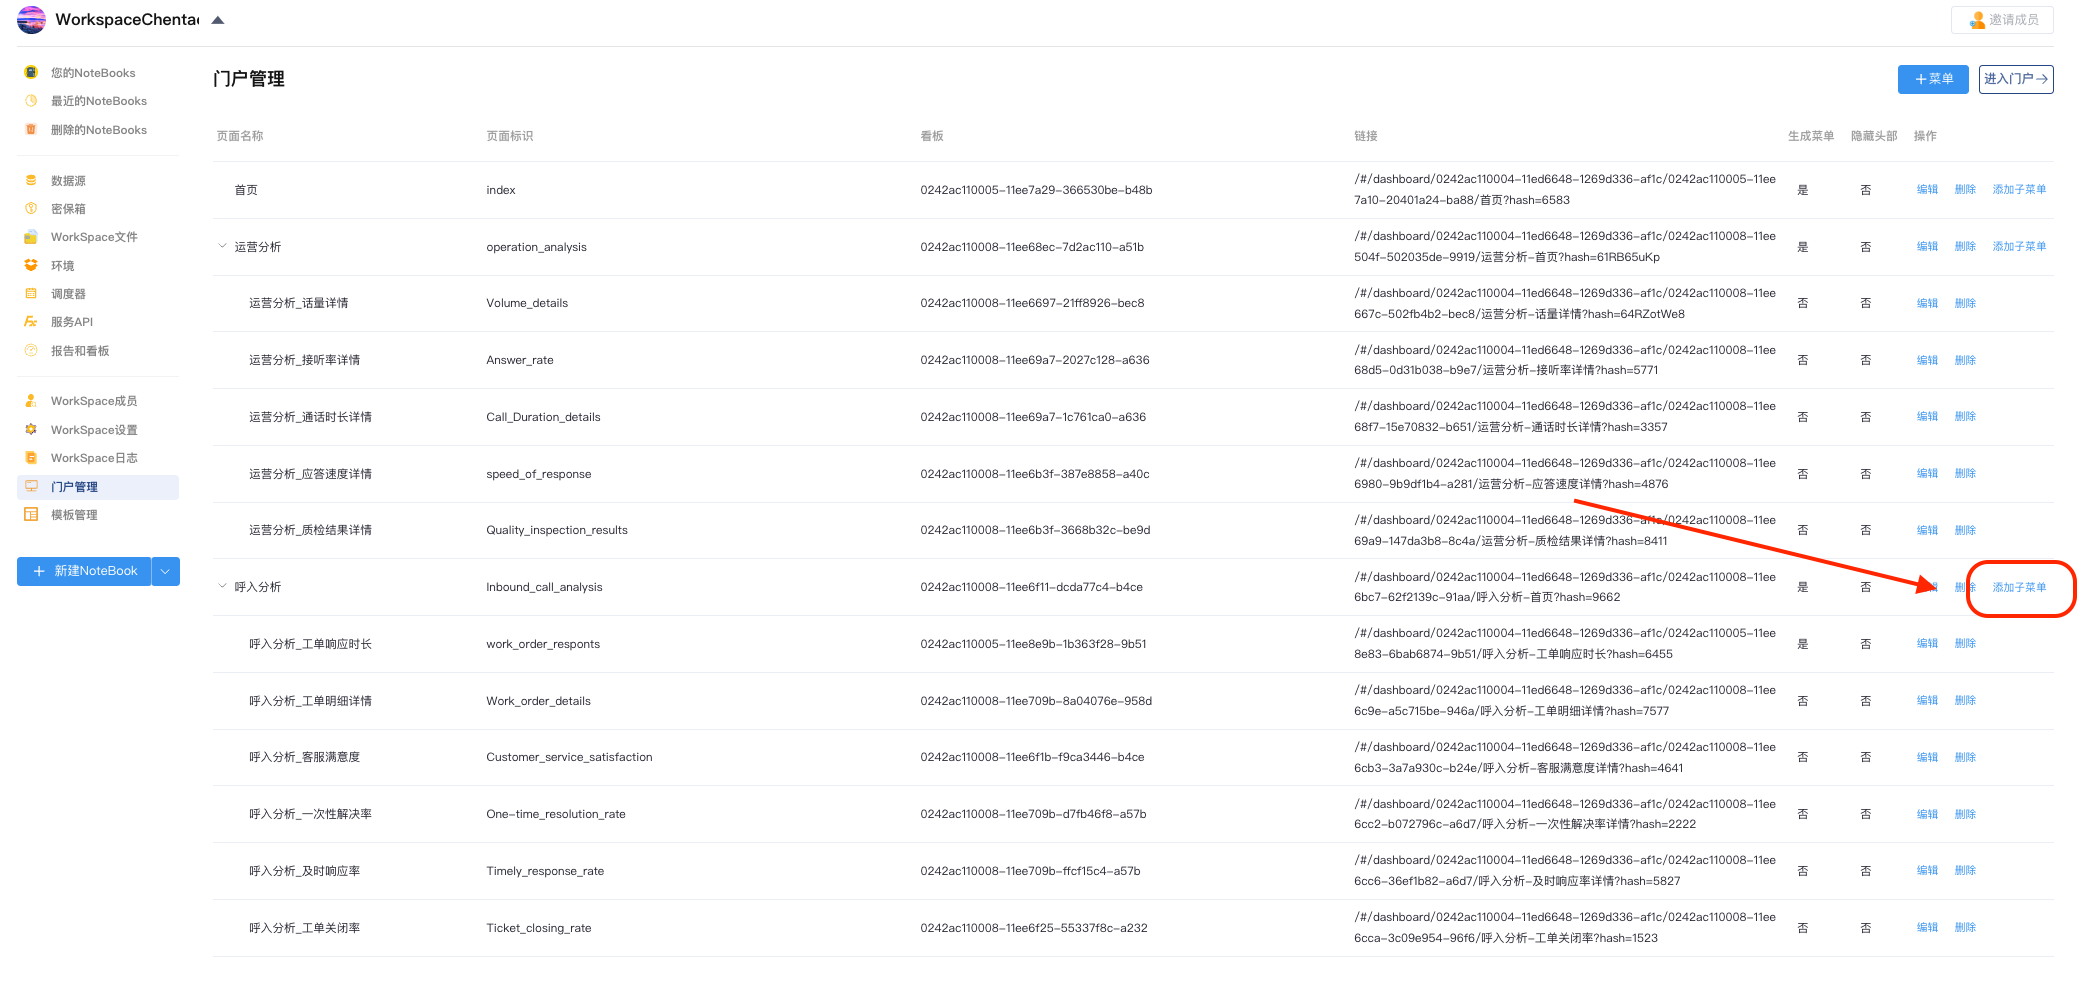 WorkspaceChentao
邀请成员
您的NoteBooks
最近的NoteBooks
删除的NoteBooks
数据源
密保箱
WorkSpace文件
环境
调度器
服务API
报告和看板
WorkSpace成员
WorkSpace设置
WorkSpace日志
门户管理
模板管理
新建NoteBook
门户管理
菜单
进入门户
页面名称 页面标识 看板 链接 生成菜单 隐藏头部 操作
首页 index 0242ac110005-11ee7a29-366530be-b48b /#/dashboard/0242ac110004-11ed6648-1269d336-af1c/0242ac110005-11ee 是 否 编辑 删除 添加子菜单
7a10-20401a24-ba88/首页?hash=6583
运营分析 operation_analysis 0242ac110008-11ee68ec-7d2ac110-a51b /#/dashboard/0242ac110004-11ed6648-1269d336-af1c/0242ac110008-11ee 是 否 编辑 删除 添加子菜单
504f-502035de-9919/运营分析-首页?hash=61RB65uKp
运营分析_话量详情 Volume_details 0242ac110008-11ee6697-21ff8926-bec8 /#/dashboard/0242ac110004-11ed6648-1269d336-af1c/0242ac110008-11ee 否 否 编辑 删除
667c-502fb4b2-bec8/运营分析-话量详情?hash=64RZotWe8
运营分析_接听率详情 Answer_rate 0242ac110008-11ee69a7-2027c128-a636 /#/dashboard/0242ac110004-11ed6648-1269d336-af1c/0242ac110008-11ee 否 否 编辑 删除
68d5-0d31b038-b9e7/运营分析-接听率详情?hash=5771
运营分析_通话时长详情 Call_Duration_details 0242ac110008-11ee69a7-1c761ca0-a636 /#/dashboard/0242ac110004-11ed6648-1269d336-af1c/0242ac110008-11ee 否 否 编辑 删除
68f7-15e70832-b651/运营分析-通话时长详情?hash=3357
运营分析_应答速度详情 speed_of_response 0242ac110008-11ee6b3f-387e8858-a40c /#/dashboard/0242ac110004-11ed6648-1269d336-af1c/0242ac110008-11ee 否 否 编辑 删除
6980-9b9df1b4-a281/运营分析-应答速度详情?hash=4876
运营分析_质检结果详情 Quality_inspection_results 0242ac110008-11ee6b3f-3668b32c-be9d /#/dashboard/0242ac110004-11ed6648-1269d336-af1c/0242ac110008-11ee 否 否 编辑 删除
69a9-147da3b8-8c4a/运营分析-质检结果详情?hash=8411
呼入分析 Inbound_call_analysis 0242ac110008-11ee6f11-dcda77c4-b4ce /#/dashboard/0242ac110004-11ed6648-1269d336-af1c/0242ac110008-11ee 是 否 编辑 删除 添加子菜单
6bc7-62f2139c-91aa/呼入分析-首页?hash=9662
呼入分析_工单响应时长 work_order_responts 0242ac110005-11ee8e9b-1b363f28-9b51 /#/dashboard/0242ac110004-11ed6648-1269d336-af1c/0242ac110005-11ee 是 否 编辑 删除
8e83-6bab6874-9b51/呼入分析-工单响应时长?hash=6455
呼入分析_工单明细详情 Work_order_details 0242ac110008-11ee709b-8a04076e-958d /#/dashboard/0242ac110004-11ed6648-1269d336-af1c/0242ac110008-11ee 否 否 编辑 删除
6c9e-a5c715be-946a/呼入分析-工单明细详情?hash=7577
呼入分析_客服满意度 Customer_service_satisfaction 0242ac110008-11ee6f1b-f9ca3446-b4ce /#/dashboard/0242ac110004-11ed6648-1269d336-af1c/0242ac110008-11ee 否 否 编辑 删除
6cb3-3a7a930c-b24e/呼入分析-客服满意度详情?hash=4641
呼入分析_一次性解决率 One-time_resolution_rate 0242ac110008-11ee709b-d7fb46f8-a57b /#/dashboard/0242ac110004-11ed6648-1269d336-af1c/0242ac110008-11ee 否 否 编辑 删除
6cc2-b072796c-a6d7/呼入分析-一次性解决率详情?hash=2222
呼入分析_及时响应率 Timely_response_rate 0242ac110008-11ee709b-ffcf15c4-a57b /#/dashboard/0242ac110004-11ed6648-1269d336-af1c/0242ac110008-11ee 否 否 编辑 删除
6cc6-36ef1b82-a6d7/呼入分析-及时响应率详情?hash=5827
呼入分析_工单关闭率 Ticket_closing_rate 0242ac110008-11ee6f25-55337f8c-a232 /#/dashboard/0242ac110004-11ed6648-1269d336-af1c/0242ac110008-11ee 否 否 编辑 删除
6cca-3c09e954-96f6/呼入分析-工单关闭率?hash=1523